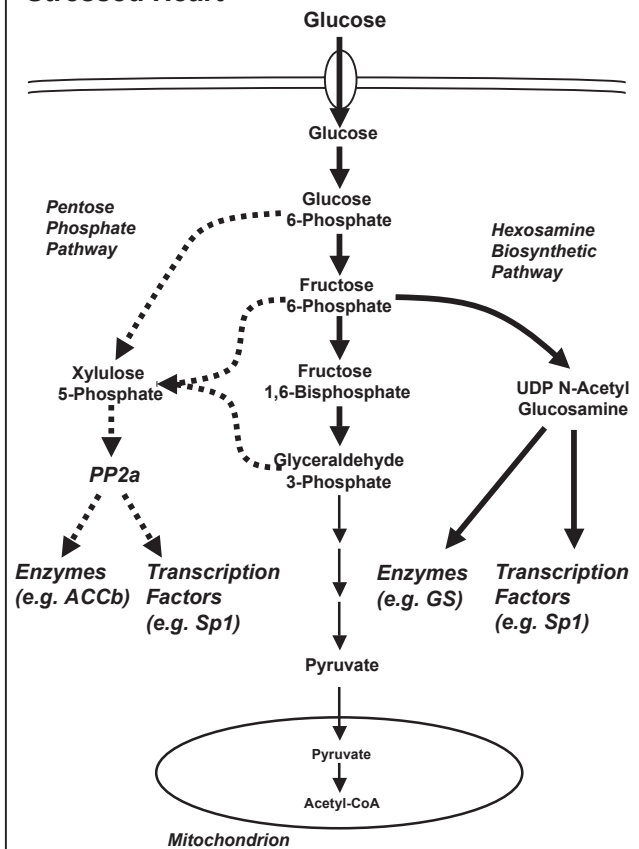 Stressed Heart
Glucose
Glucose
Glucose
6-Phosphate
Pentose
Phosphate
Pathway
Hexosamine
Biosynthetic
Pathway
Fructose
6-Phosphate
Xylulose
5-Phosphate
Fructose
1,6-Bisphosphate
UDP N-Acetyl
Glucosamine
PP2a
Glyceraldehyde
3-Phosphate
Enzymes
(e.g. ACCb)
Transcription
Factors
(e.g. Sp1)
Enzymes
(e.g. GS)
Transcription
Factors
(e.g. Sp1)
Pyruvate
Pyruvate
Acetyl-CoA
Mitochondrion